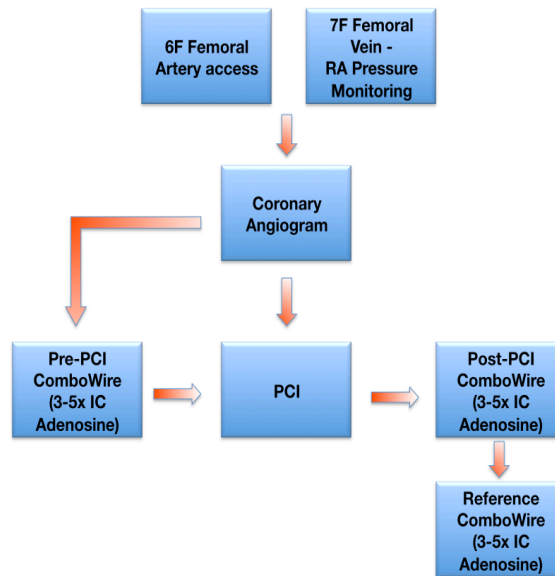 6F Femoral
Artery access
7F Femoral
Vein -
RA Pressure
Monitoring
Coronary
Angiogram
Pre-PCI
ComboWire
(3-5x IC
Adenosine)
PCI
Post-PCI
ComboWire
(3-5x IC
Adenosine)
Reference
ComboWire
(3-5x IC
Adenosine)